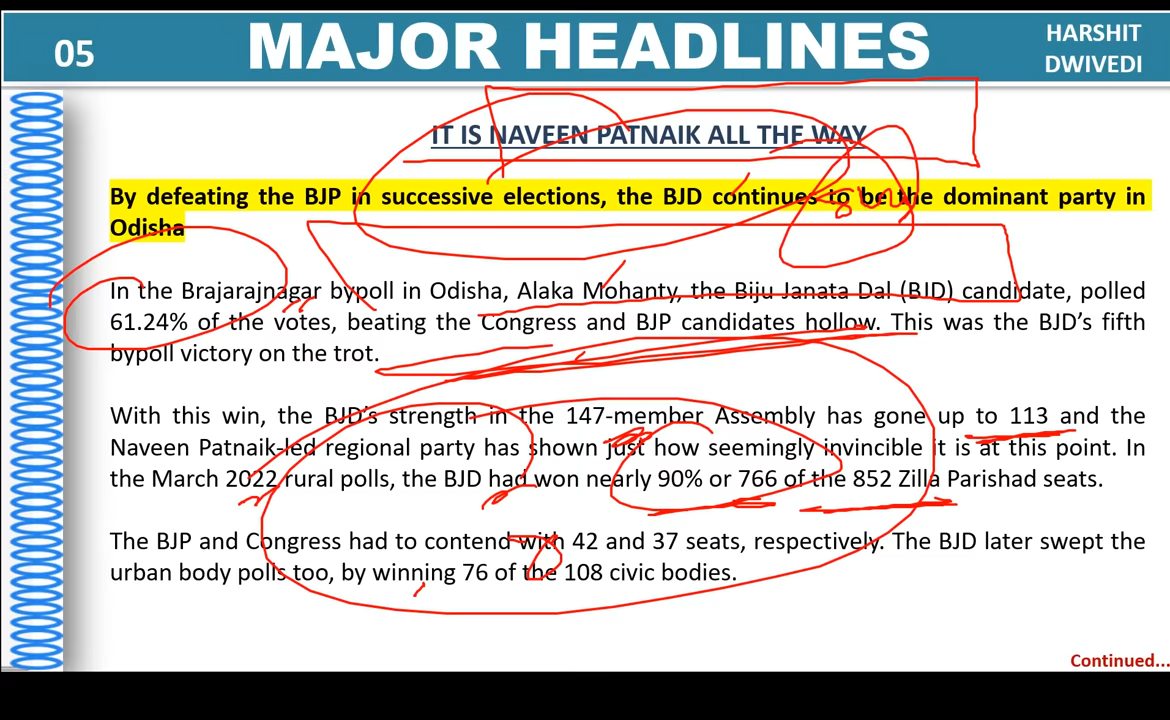 05
MAJOR HEADLINES
HARSHIT
DWIVEDI
IT IS NAVEEN PATNAIK ALL THE WAY
By defeating the BJP in successive elections, the BJD continues to be the dominant party in
Odisha
In the Brajarajnagar bypoll in Odisha, Alaka Mohanty, the Biju Janata Dal (BJD) candidate, polled
61.24% of the votes, beating the Congress and BJP candidates hollow. This was the BJD’s fifth
bypoll victory on the trot.
With this win, the BJD’s strength in the 147-member Assembly has gone up to 113 and the
Naveen Patnaik-led regional party has shown just how seemingly invincible it is at this point. In
the March 2022 rural polls, the BJD had won nearly 90% or 766 of the 852 Zilla Parishad seats.
The BJP and Congress had to contend with 42 and 37 seats, respectively. The BJD later swept the
urban body polls too, by winning 76 of the 108 civic bodies.
Continued...